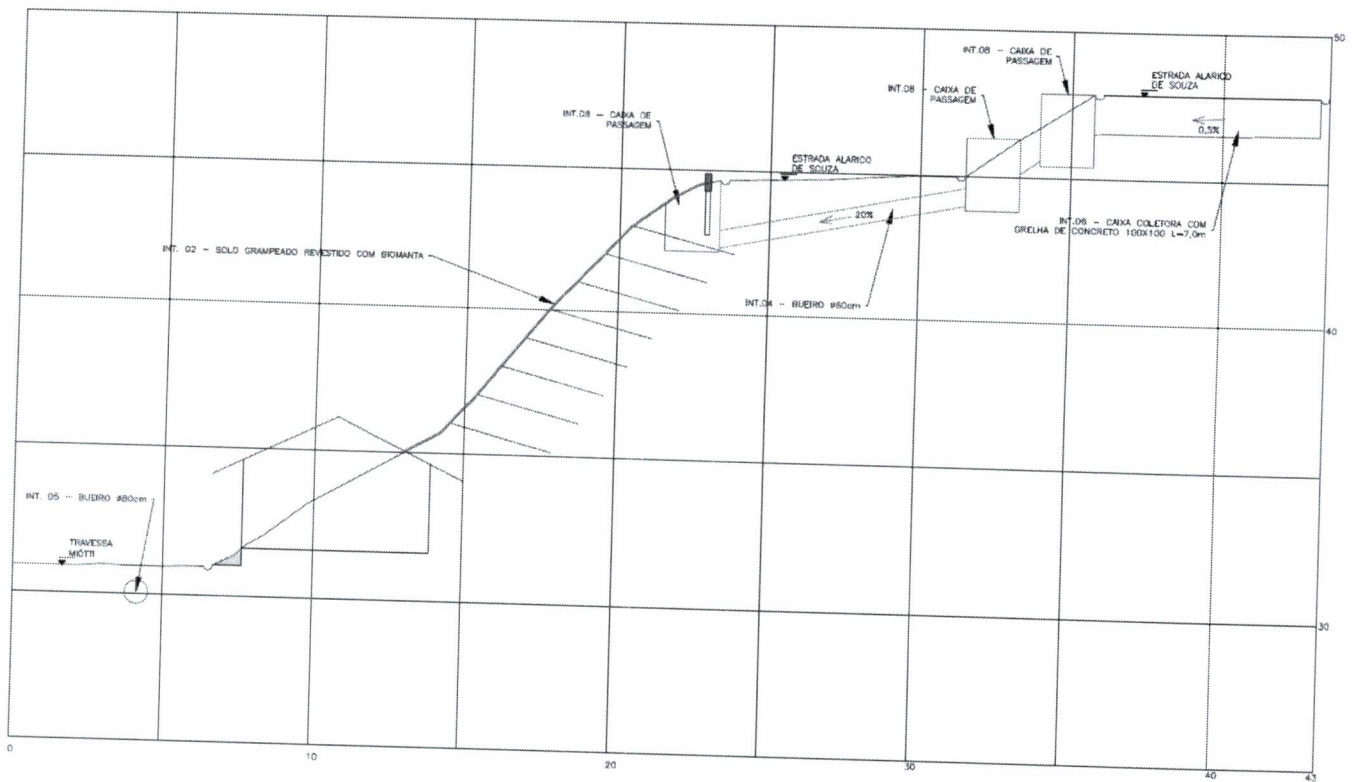 50
INT.08 - CAIXA DE
PASSAGEM
ESTRADA ALARICO
DE SOUZA
INT.08 - CAIXA DE
PASSAGEM
0,5%
INT.08 - CAIXA DE
PASSAGEM
ESTRADA ALARICO
DE SOUZA
20%
INT.06 - CAIXA COLETORA COM
GRELHA DE CONCRETO 100X100 L=7,0m
INT. 02 - SOLO GRAMPEADO REVESTIDO COM BIOMANTA
INT.04 - BUEIRO Ø60cm
40
INT. 05 - BUEIRO Ø80cm
TRAVESSA
MIÓTTI
30
0
10
20
30
40
43